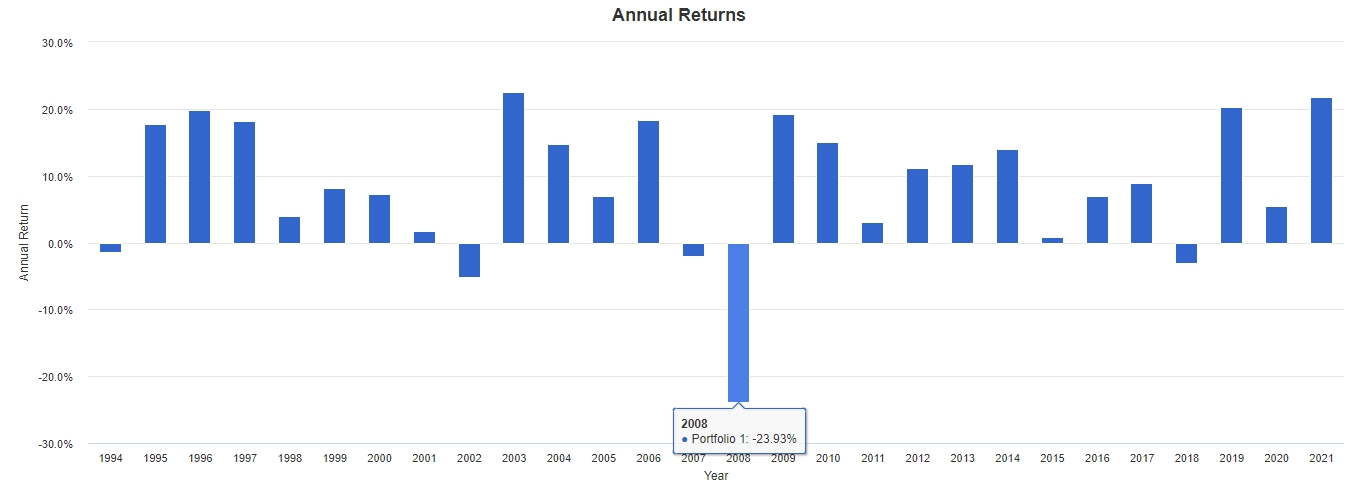 Annual Returns
30.0%
20.0%
10.0%
0.0%
-10.0%
-20.0%
-30.0%
Annual Return
2008
● Portfolio 1: -23.93%
1994 1995 1996 1997 1998 1999 2000 2001 2002 2003 2004 2005 2006 2007 2008 2009 2010 2011 2012 2013 2014 2015 2016 2017 2018 2019 2020 2021
Year